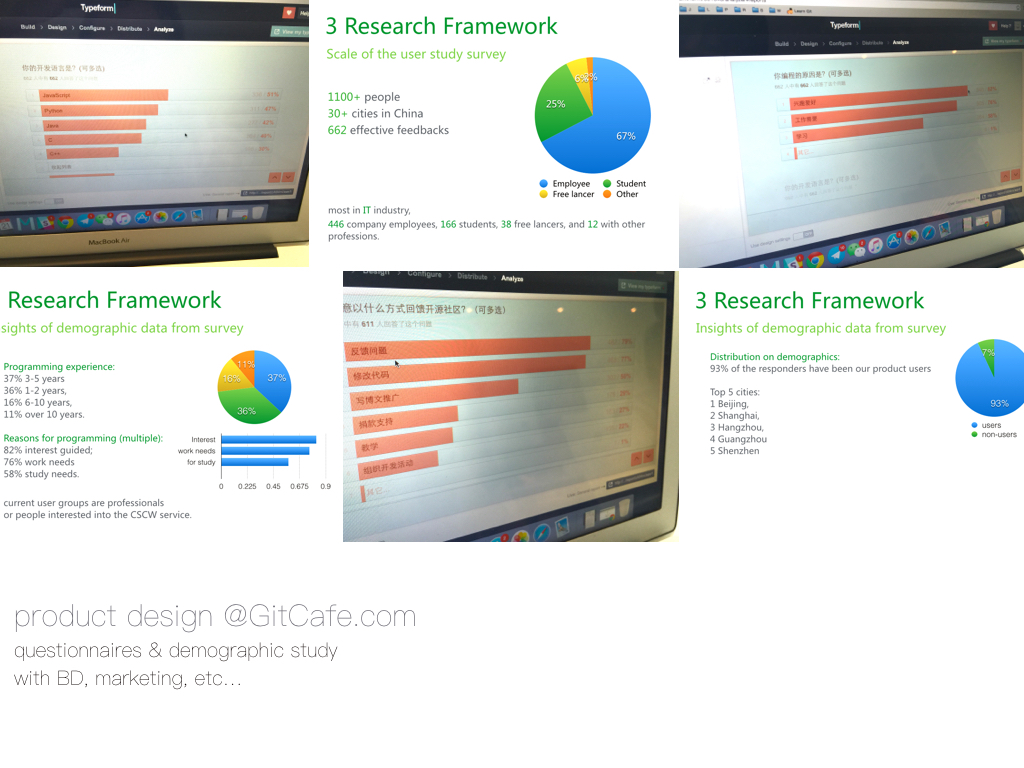 Typeform
Build > Design > Configure > Distribute > Analyze
你的开发语言是？(可多选)
JavaScript
Python
Java
C
C++
MacBook Air
3 Research Framework
Scale of the user study survey
1100+ people
30+ cities in China
662 effective feedbacks
25%
67%
Employee
Student
Free lancer
Other
most in IT industry,
446 company employees, 166 students, 38 free lancers, and 12 with other
professions.
Typeform
Build > Design > Configure > Distribute > Analyze
你编程的原因是？(可多选)
兴趣爱好
工作需要
学习
其它
Research Framework
sights of demographic data from survey
Programming experience:
37% 3-5 years
36% 1-2 years,
16% 6-10 years,
11% over 10 years.
11%
16%
37%
36%
Reasons for programming (multiple):
82% interest guided;
76% work needs
58% study needs.
Interest
work needs
for study
0 0.225 0.45 0.675 0.9
current user groups are professionals
or people interested into the CSCW service.
Design > Configure > Distribute > Analyze
意以什么方式回馈开源社区？(可多选)
中有 611 人回答了这个问题
反馈问题
修改代码
写博文推广
捐款支持
教学
组织开发活动
其它
3 Research Framework
Insights of demographic data from survey
Distribution on demographics:
93% of the responders have been our product users
Top 5 cities:
1 Beijing,
2 Shanghai,
3 Hangzhou,
4 Guangzhou
5 Shenzhen
7%
93%
users
non-users
product design @GitCafe.com
questionnaires & demographic study
with BD, marketing, etc...